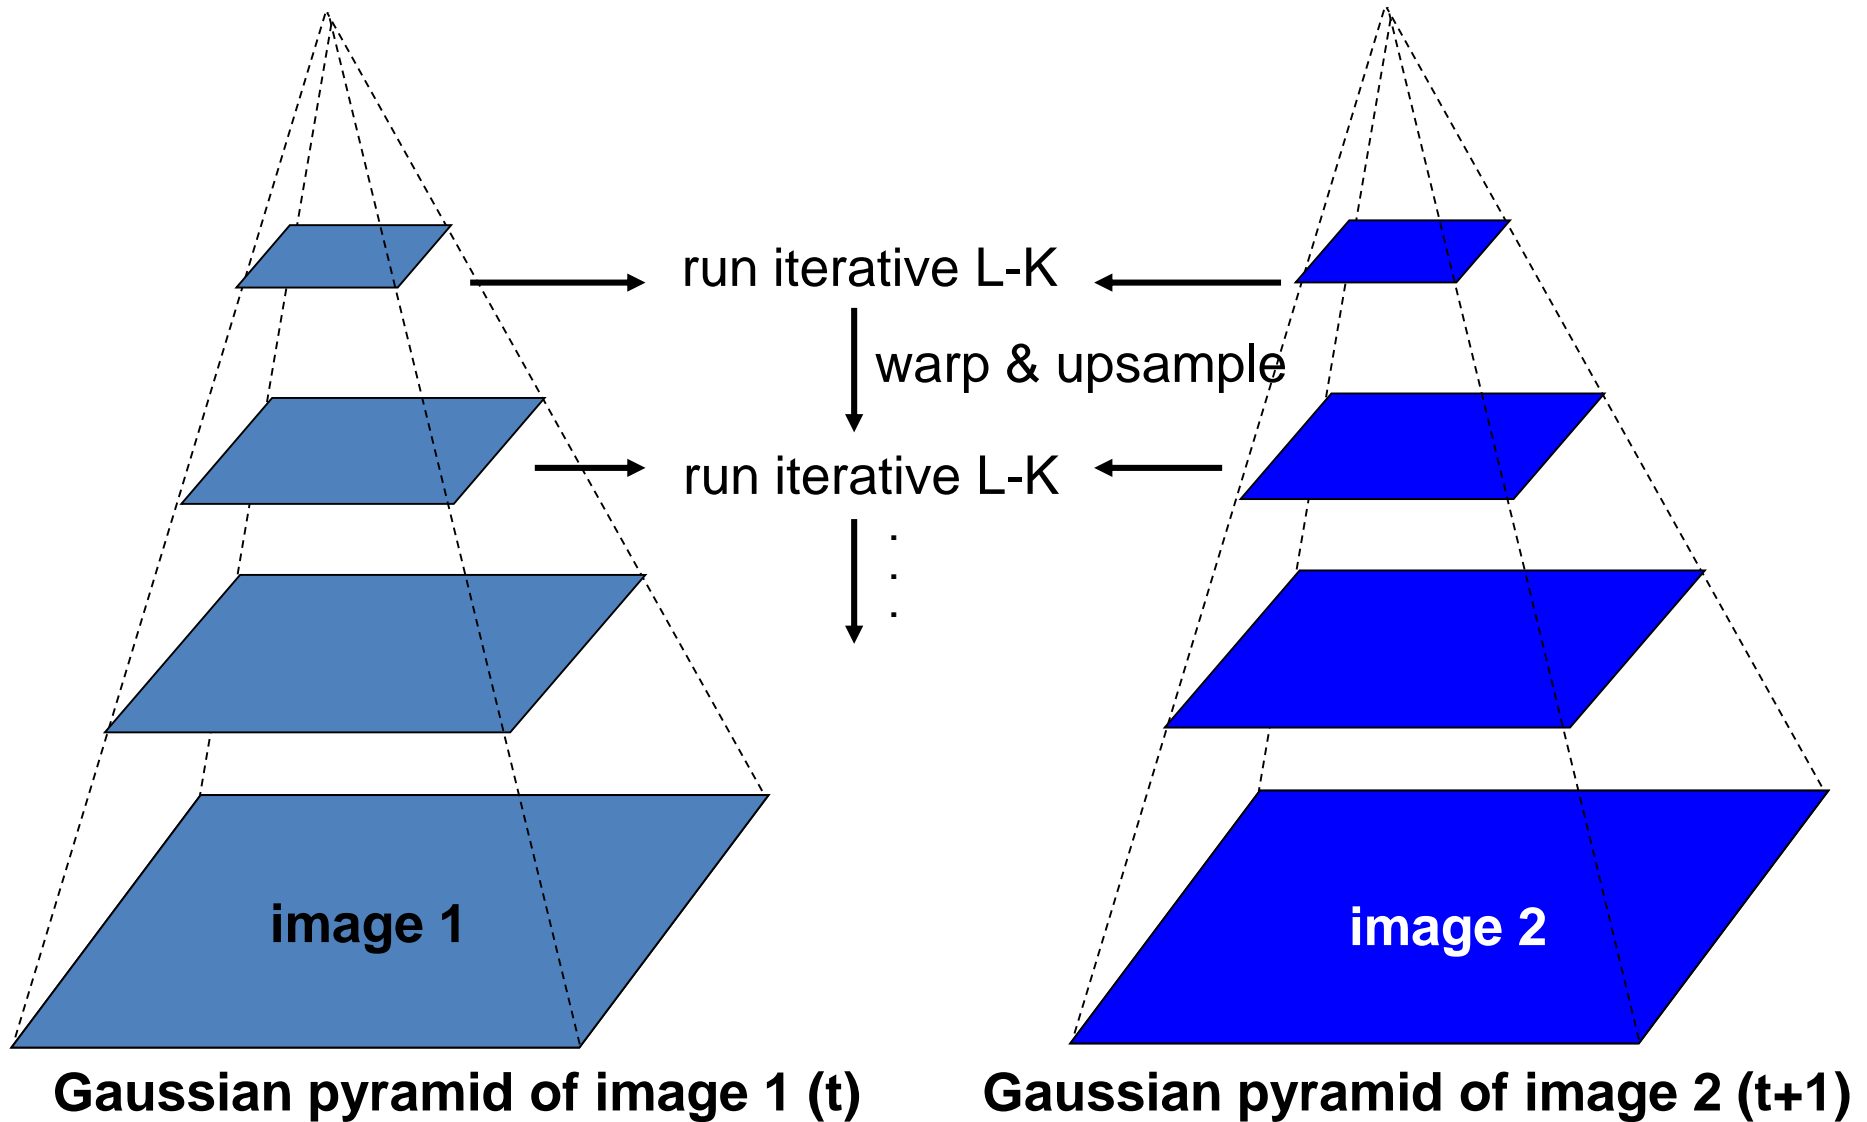 run iterative L-K
warp & upsample
run iterative L-K
.
.
.
image 1
image 2
Gaussian pyramid of image 1 (t)
Gaussian pyramid of image 2 (t+1)